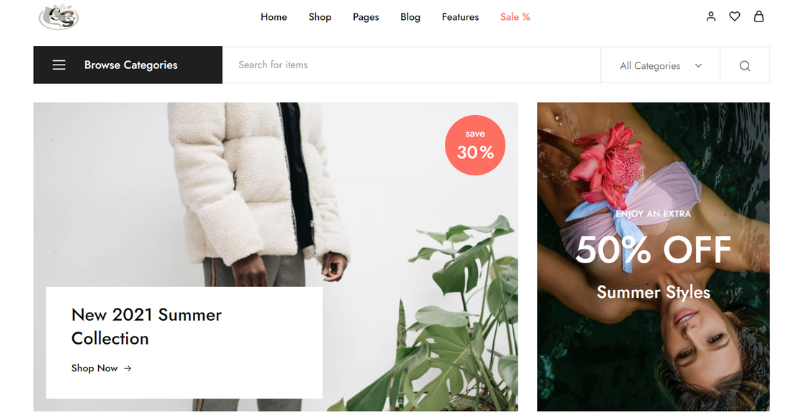 Home Shop Pages Blog Features Sale %
Browse Categories Search for items All Categories
save
30%
New 2021 Summer
Collection
Shop Now →
ENJOY AN EXTRA
50% OFF
Summer Styles